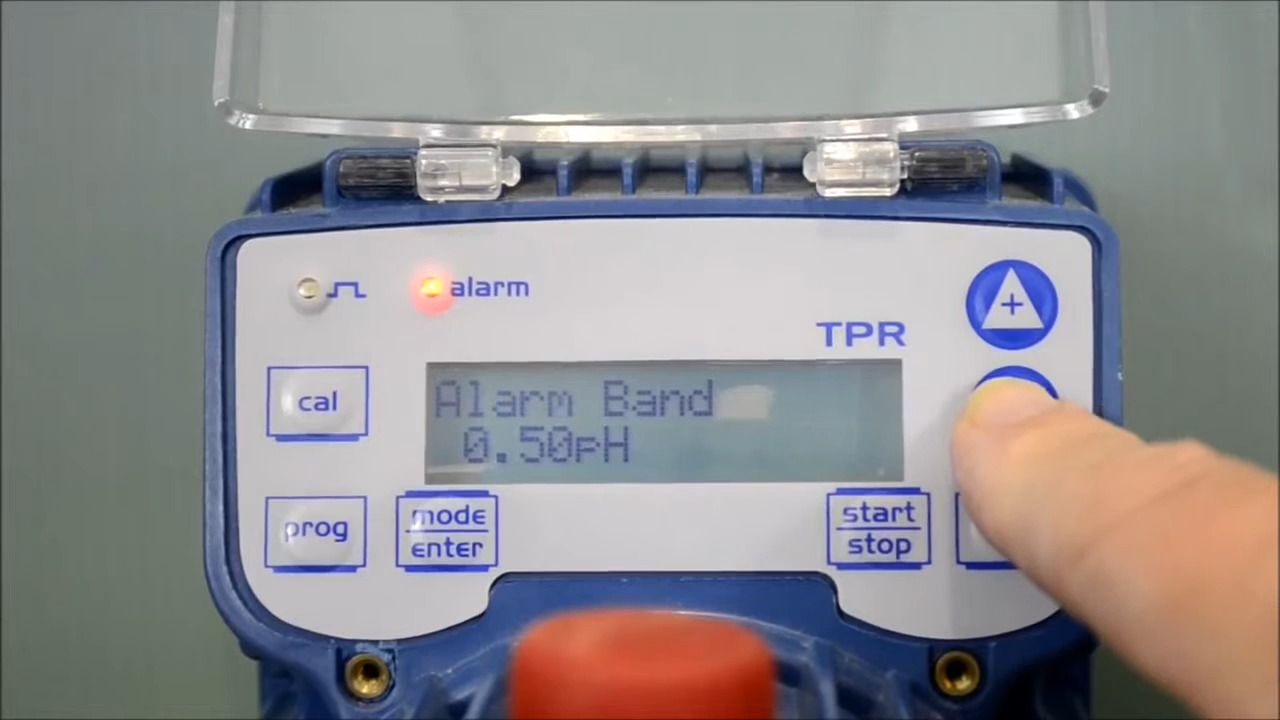 alarm
TPR
+
cal
Alarm Band
0.50pH
prog
mode
enter
start
stop